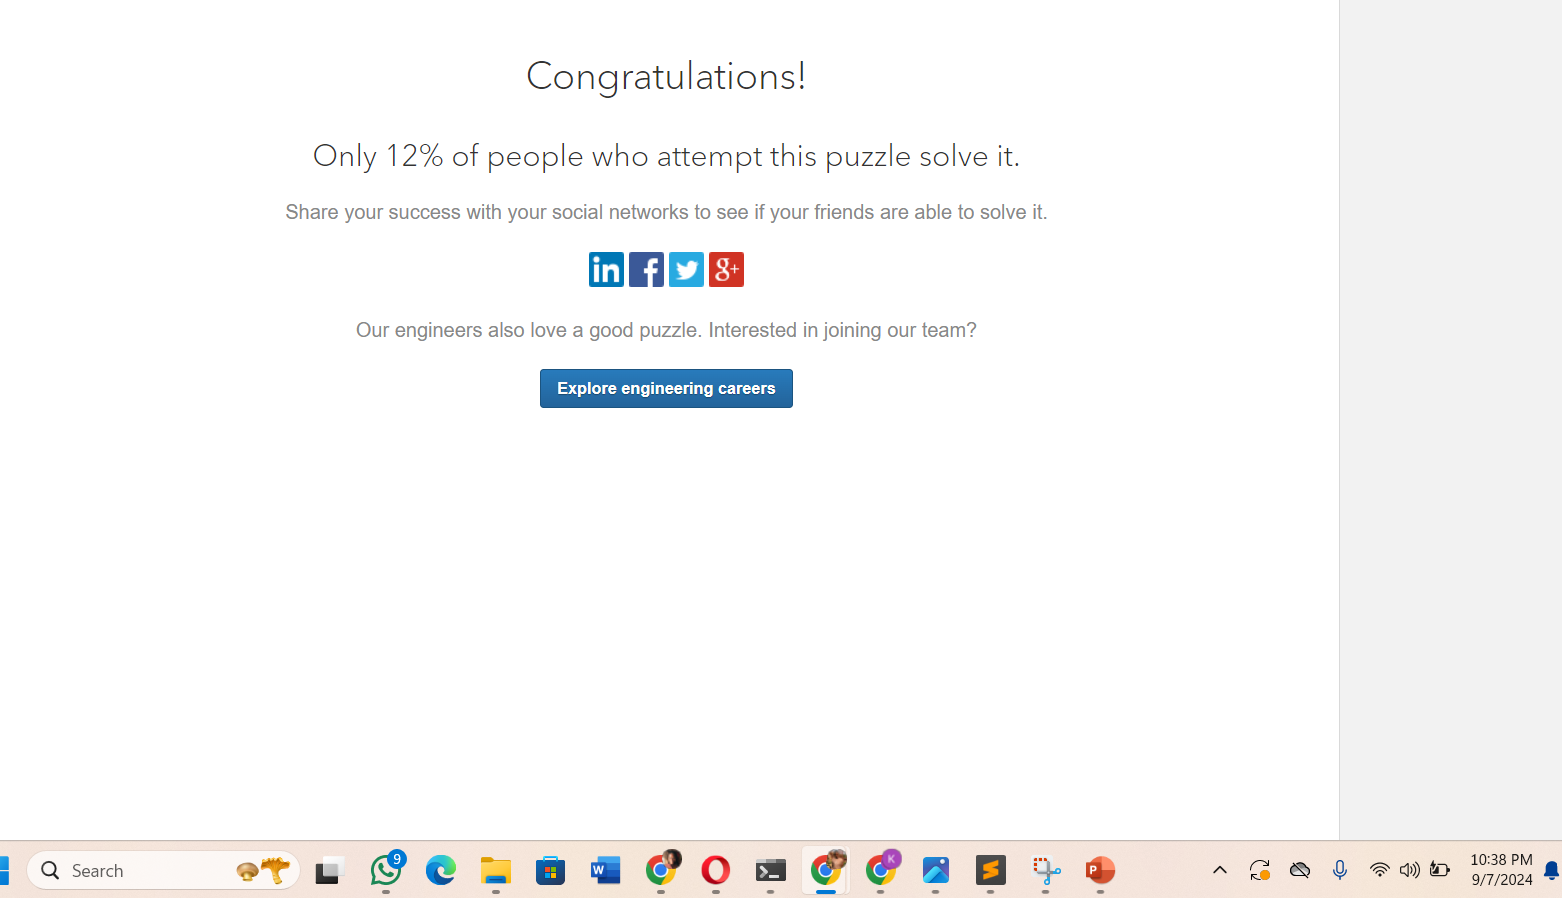 Congratulations!
Only 12% of people who attempt this puzzle solve it.
Share your success with your social networks to see if your friends are able to solve it.
in f g+
Our engineers also love a good puzzle. Interested in joining our team?
Explore engineering careers
Search
9
W
K
S
P
10:38 PM
9/7/2024